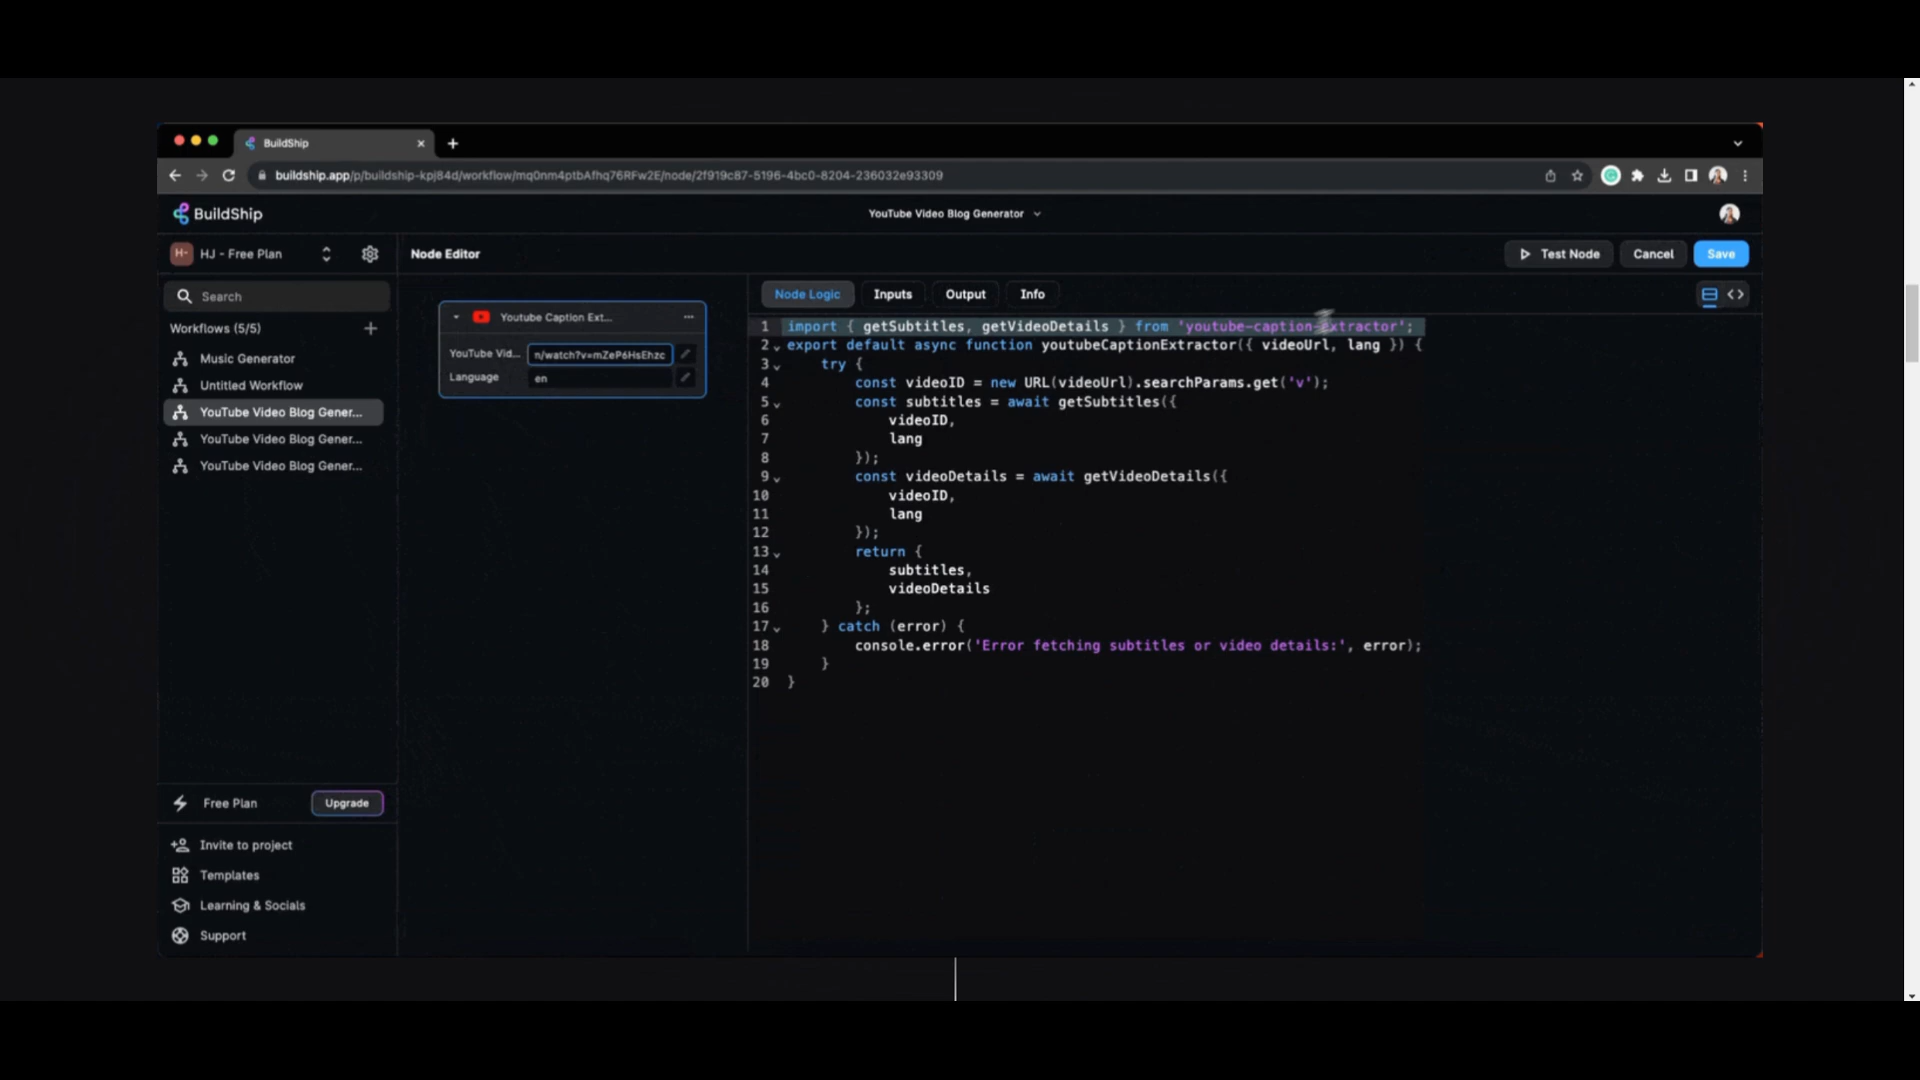 BuildShip
buildship.app/p/buildship-kpj84d/workflow/mq0nm4ptbAfhq76RFw2E/node/2f919c87-5196-4bc0-8204-236032e93309
BuildShip
YouTube Video Blog Generator
H- HJ - Free Plan
Node Editor
Test Node
Cancel
Save
Search
Workflows (5/5)
Music Generator
Untitled Workflow
YouTube Video Blog Gener...
YouTube Video Blog Gener...
YouTube Video Blog Gener...
Free Plan
Upgrade
Invite to project
Templates
Learning & Socials
Support
Youtube Caption Ext...
YouTube Vid... n/watch?v=mZeP6HsEhzc
Language en
Node Logic
Inputs
Output
Info
1 import { getSubtitles, getVideoDetails } from 'youtube-caption-extractor';
2 export default async function youtubeCaptionExtractor({ videoUrl, lang }) {
3 try {
4 const videoID = new URL(videoUrl).searchParams.get('v');
5 const subtitles = await getSubtitles({
6 videoID,
7 lang
8 });
9 const videoDetails = await getVideoDetails({
10 videoID,
11 lang
12 });
13 return {
14 subtitles,
15 videoDetails
16 };
17 } catch (error) {
18 console.error('Error fetching subtitles or video details:', error);
19 }
20 }